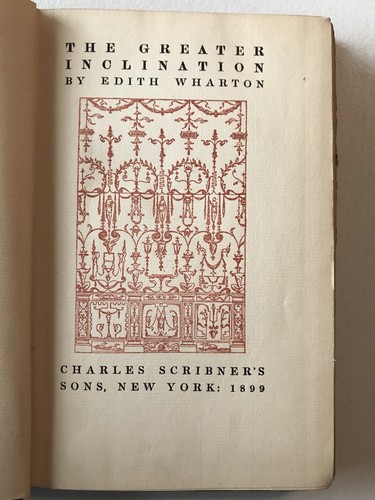 THE GREATER
INCLINATION
BY EDITH WHARTON
CHARLES SCRIBNER'S
SONS, NEW YORK: 1899